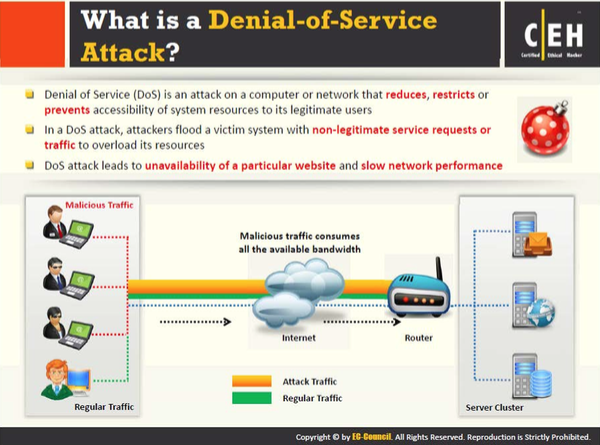 What is a Denial-of-Service
Attack?
C|EH
Certified Ethical Hacker
Denial of Service (DoS) is an attack on a computer or network that reduces, restricts or
prevents accessibility of system resources to its legitimate users
In a DoS attack, attackers flood a victim system with non-legitimate service requests or
traffic to overload its resources
DoS attack leads to unavailability of a particular website and slow network performance
Malicious Traffic
Malicious traffic consumes
all the available bandwidth
Internet
Router
Attack Traffic
Regular Traffic
Regular Traffic
Server Cluster
Copyright © by EC-Council. All Rights Reserved. Reproduction is Strictly Prohibited.